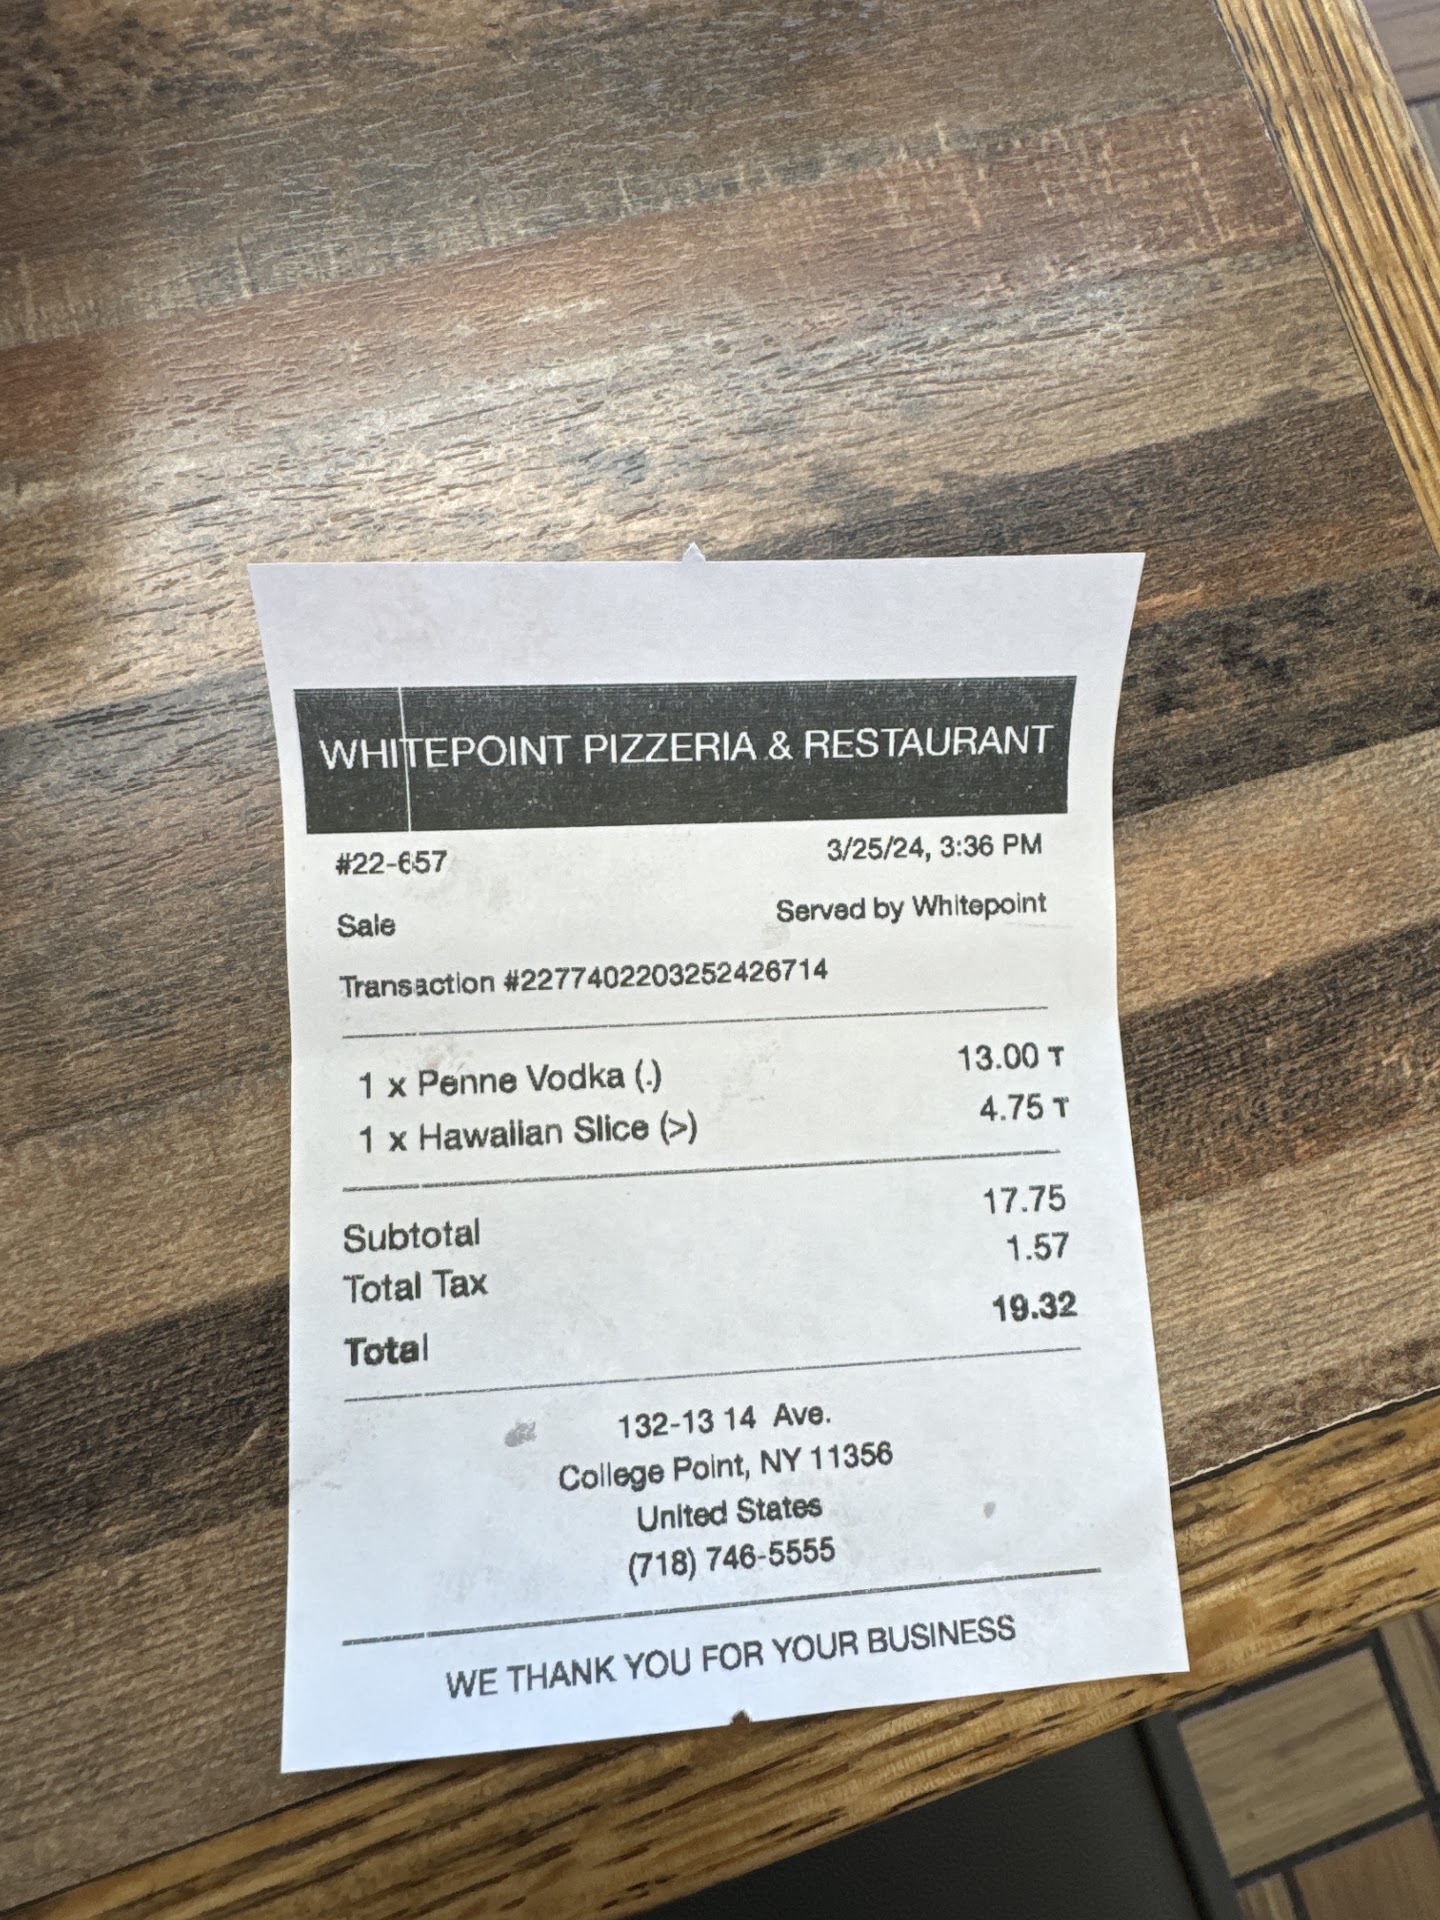 WHITEPOINT PIZZERIA & RESTAURANT
#22-657 3/25/24, 3:36 PM
Sale Served by Whitepoint
Transaction #2277402203252426714
1 x Penne Vodka (.) 13.00 T
1 x Hawaiian Slice (>) 4.75 T
Subtotal 17.75
Total Tax 1.57
Total 19.32
132-13 14 Ave.
College Point, NY 11356
United States
(718) 746-5555
WE THANK YOU FOR YOUR BUSINESS